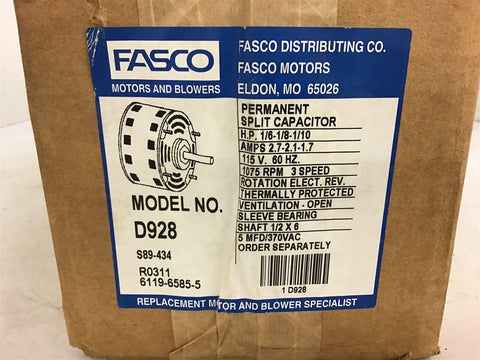 FASCO
MOTORS AND BLOWERS
MODEL NO.
D928
S89-434
R0311
6119-6585-5
FASCO DISTRIBUTING CO.
FASCO MOTORS
ELDON, MO 65026
PERMANENT
SPLIT CAPACITOR
H.P. 1/6-1/8-1/10
AMPS 2.7-2.1-1.7
115 V. 60 HZ.
1075 RPM 3 SPEED
ROTATION ELECT. REV.
THERMALLY PROTECTED
VENTILATION - OPEN
SLEEVE BEARING
SHAFT 1/2 X 6
5 MFD/370VAC
ORDER SEPARATELY
1 D928
REPLACEMENT MOTOR AND BLOWER SPECIALIST